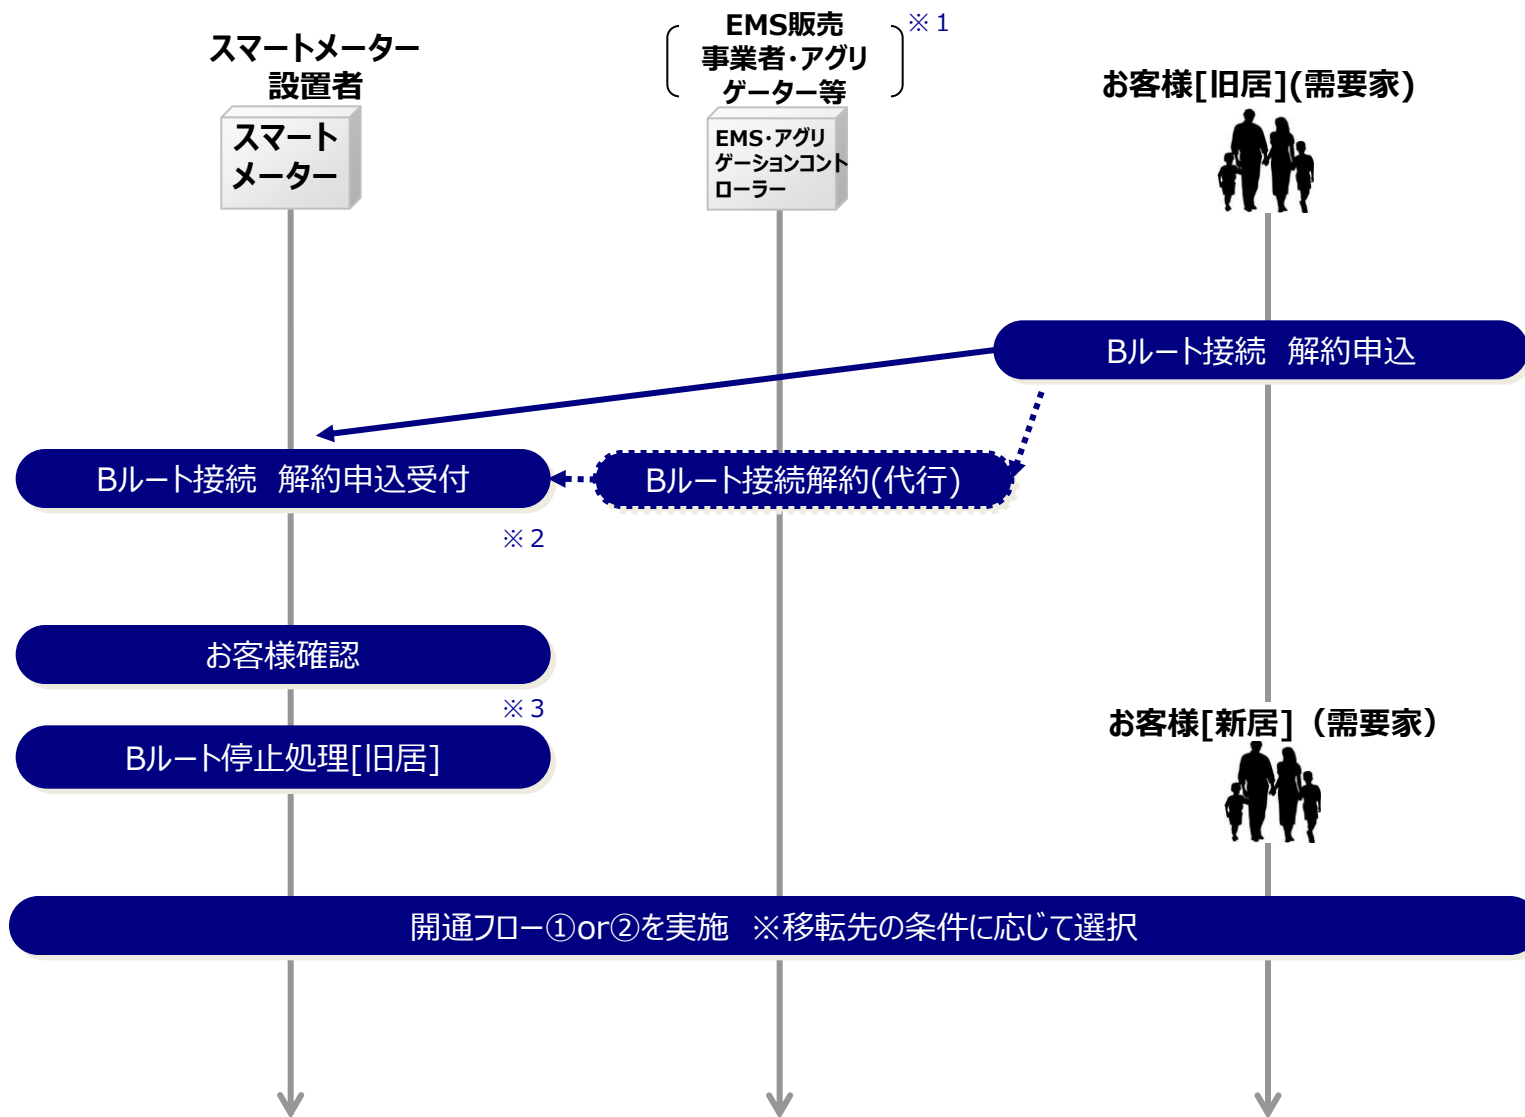 スマートメーター
設置者
スマート
メーター
EMS販売
事業者・アグリ
ゲーター等
※１
EMS・アグリ
ゲーションコント
ローラー
お客様[旧居](需要家)
Bルート接続　解約申込
Bルート接続　解約申込受付
Bルート接続解約(代行)
※２
お客様確認
※３
Bルート停止処理[旧居]
お客様[新居]（需要家）
開通フロー①or②を実施　※移転先の条件に応じて選択